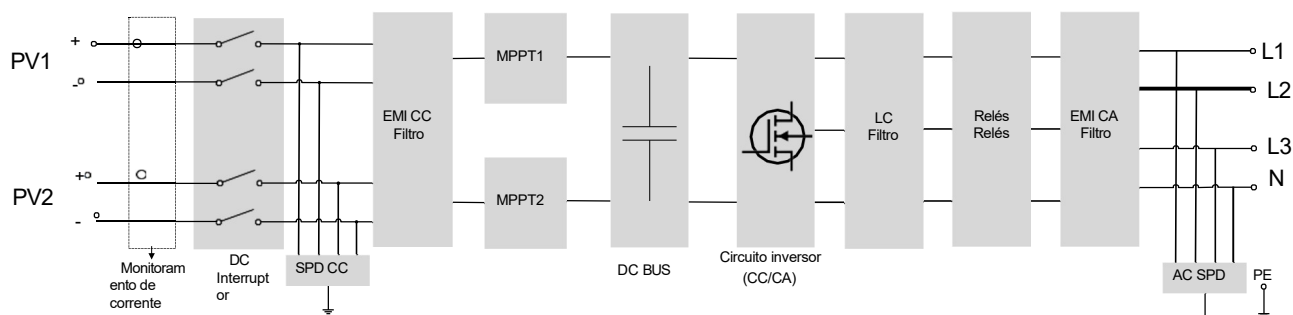 PV1
+
-
PV2
+
-
Monitoram
ento de
corrente
DC
Interrupt
or
SPD CC
EMI CC
Filtro
MPPT1
MPPT2
DC BUS
Circuito inversor
(CC/CA)
LC
Filtro
Relés
Relés
EMI CA
Filtro
L1
L2
L3
N
AC SPD
PE